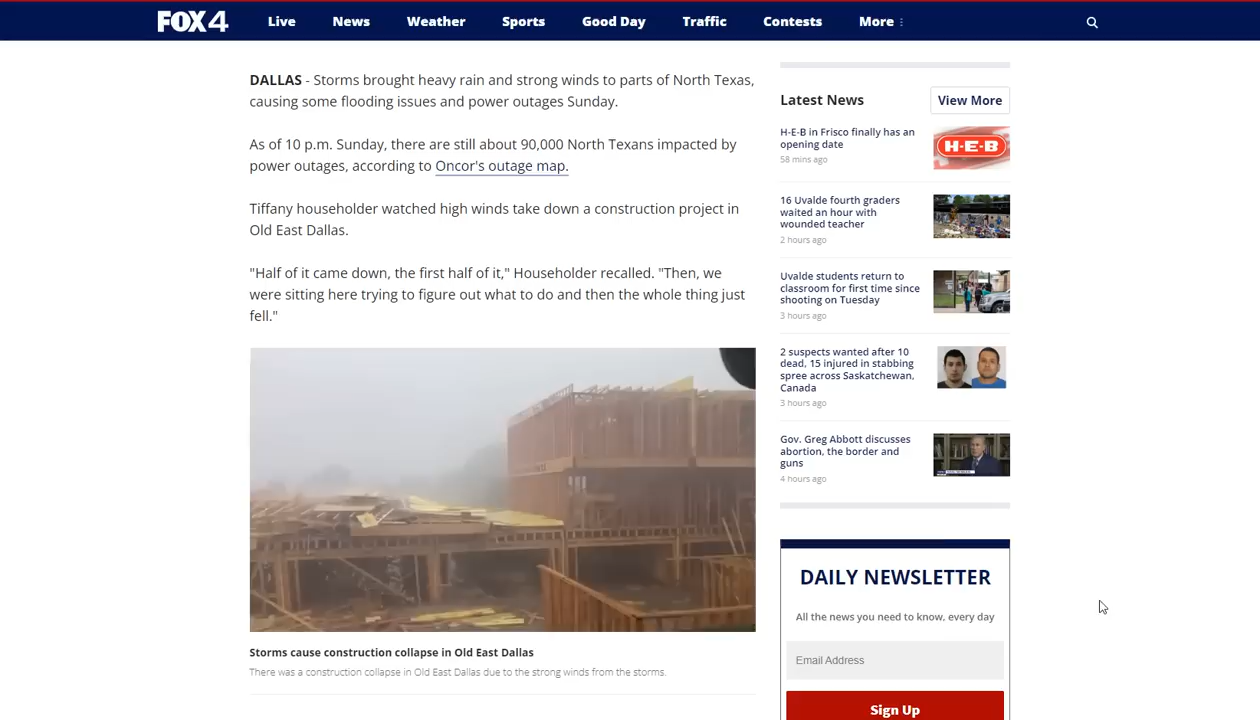 FOX 4
Live News Weather Sports Good Day Traffic Contests More
DALLAS - Storms brought heavy rain and strong winds to parts of North Texas,
causing some flooding issues and power outages Sunday.
As of 10 p.m. Sunday, there are still about 90,000 North Texans impacted by
power outages, according to Oncor's outage map.
Tiffany householder watched high winds take down a construction project in
Old East Dallas.
"Half of it came down, the first half of it," Householder recalled. "Then, we
were sitting here trying to figure out what to do and then the whole thing just
fell."
Storms cause construction collapse in Old East Dallas
There was a construction collapse in Old East Dallas due to the strong winds from the storms.
Latest News
View More
H-E-B in Frisco finally has an
opening date
58 mins ago
H-E-B
16 Uvalde fourth graders
waited an hour with
wounded teacher
2 hours ago
Uvalde students return to
classroom for first time since
shooting on Tuesday
3 hours ago
2 suspects wanted after 10
dead, 15 injured in stabbing
spree across Saskatchewan,
Canada
3 hours ago
Gov. Greg Abbott discusses
abortion, the border and
guns
4 hours ago
DAILY NEWSLETTER
All the news you need to know, every day
Email Address
Sign Up